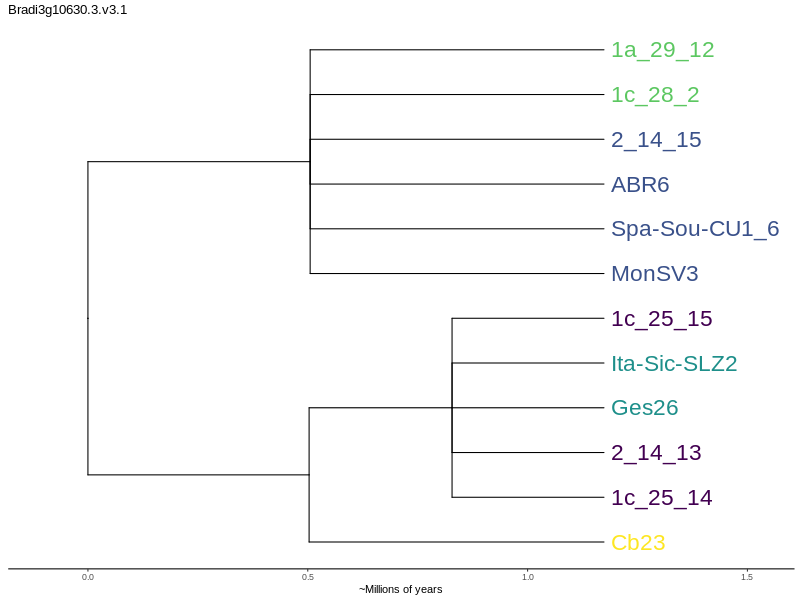 Bradi3g10630.3.v3.1
1a_29_12
1c_28_2
2_14_15
ABR6
Spa-Sou-CU1_6
MonSV3
1c_25_15
Ita-Sic-SLZ2
Ges26
2_14_13
1c_25_14
Cb23
0.0 0.5 1.0 1.5
~Millions of years